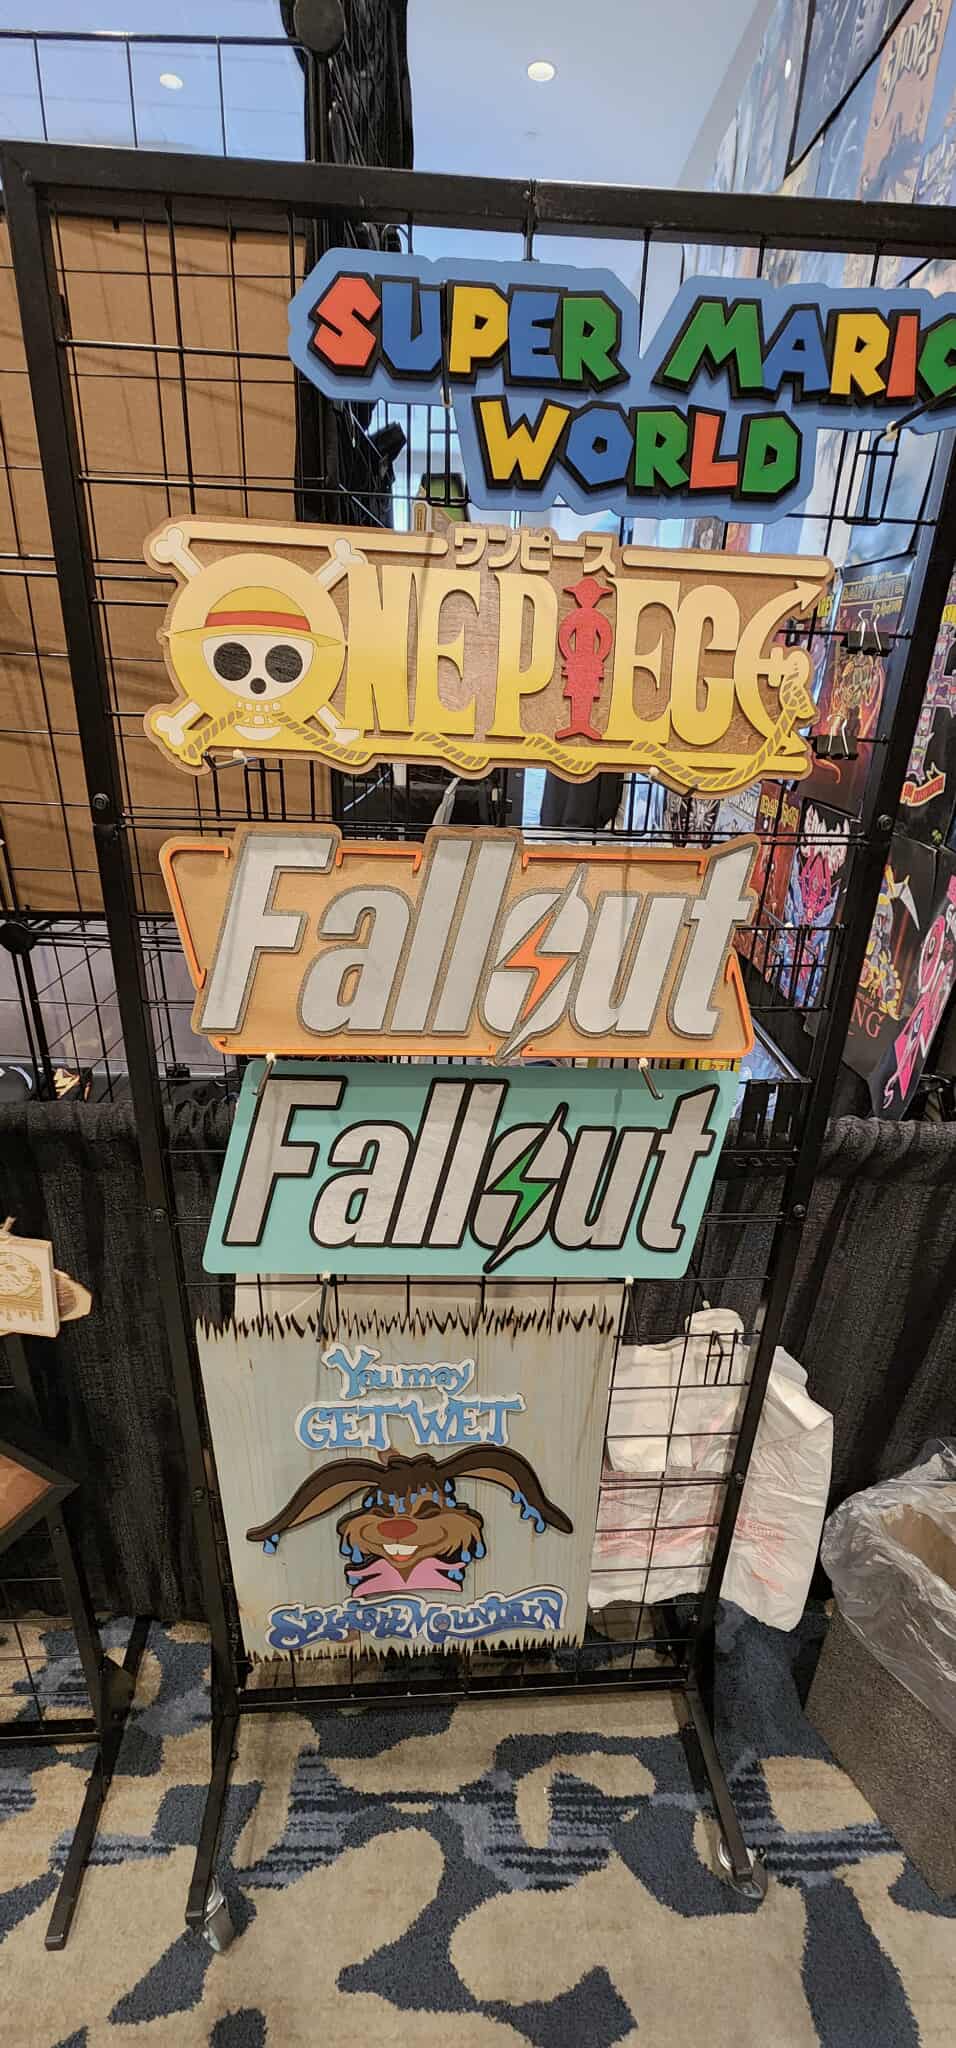 SUPER MARIO
WORLD
ワンピース
ONE PIECE
Fallout
Fallout
You may
GET WET
SPLASH MOUNTAIN